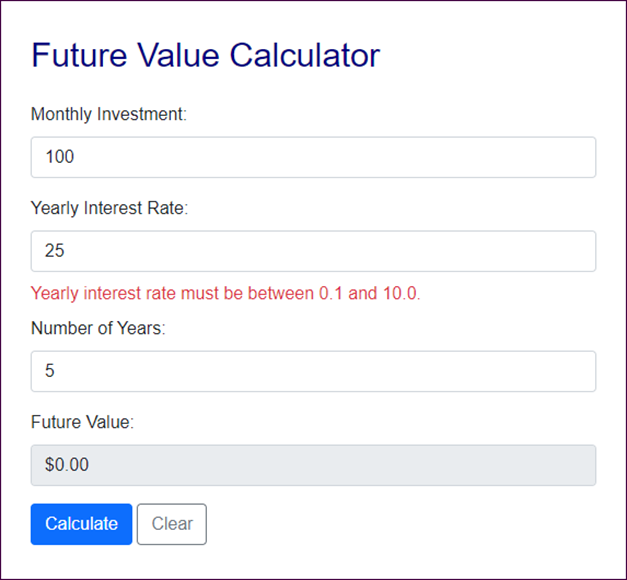 Future Value Calculator
Monthly Investment:
100
Yearly Interest Rate:
25
Yearly interest rate must be between 0.1 and 10.0.
Number of Years:
5
Future Value:
$0.00
Calculate Clear